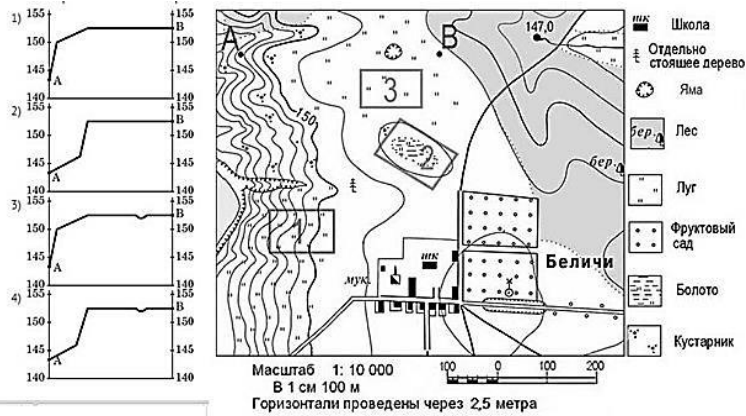 1)
155
150
145
140
A
B
155
150
145
140
2)
155
150
145
140
A
B
155
150
145
140
3)
155
150
145
140
A
B
155
150
145
140
4)
155
150
145
140
A
B
155
150
145
140
A
B
147,0
150
3
2
1
бер.
шк
мук.
Беличи
шк Школа
Отдельно
стояшее дерево
Яма
бер. Лес
Луг
Фруктовый
сад
Болото
Кустарник
Масштаб 1: 10 000
В 1 см 100 м
100 0 100 200
Горизонтали проведены через 2,5 метра